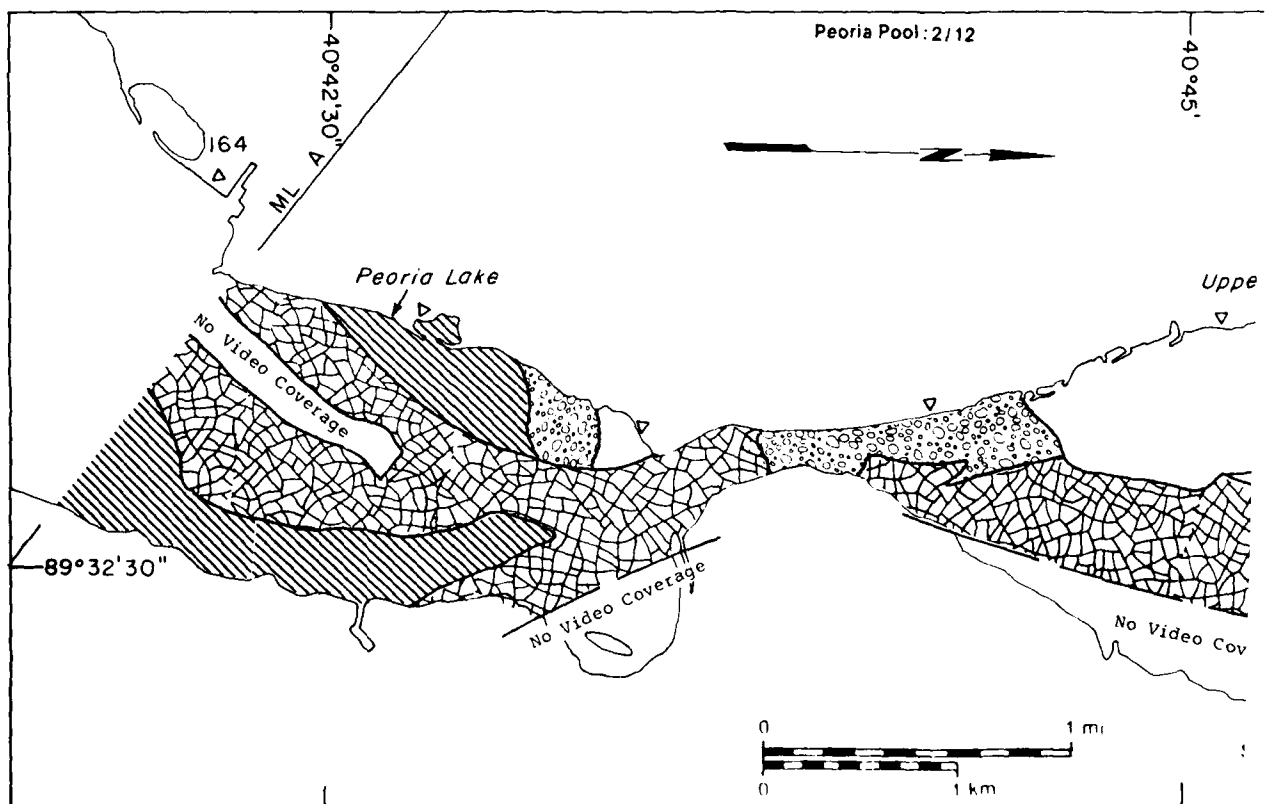 Peoria Pool: 2/12
40°42'30"
40°45'
164
ML A
N
Peoria Lake
Uppe
No Video Coverage
89°32'30"
No Video Coverage
No Video Cov
0 1 mi
0 1 km